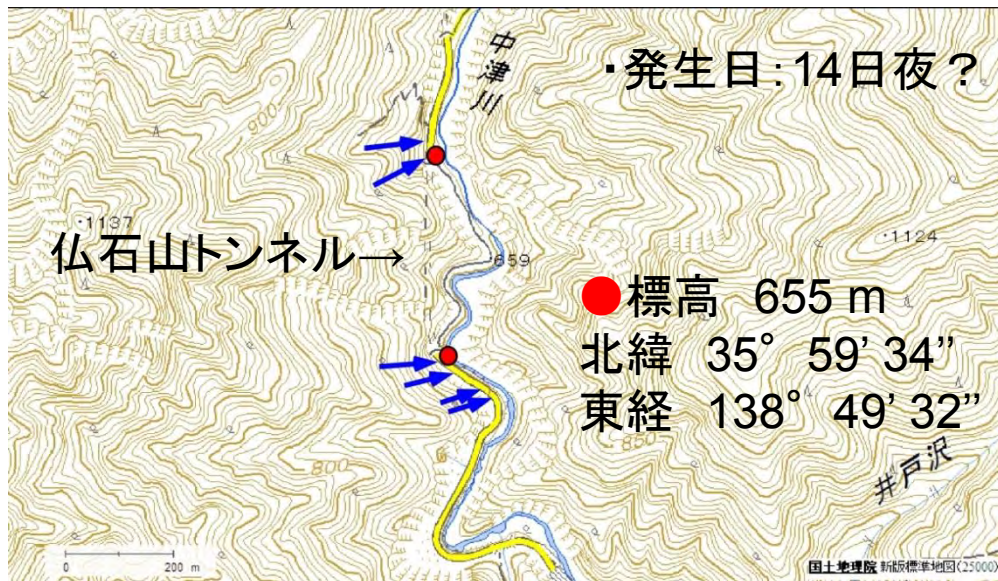 中津川
・発生日：14日夜？
900
・1137
仏石山トンネル→
・659
・1124
●標高　655 m
北緯　35°　59’ 34”
東経　138°　49’ 32”
850
800
井戸沢
0　200 m
国土地理院 新版標準地図(25000)